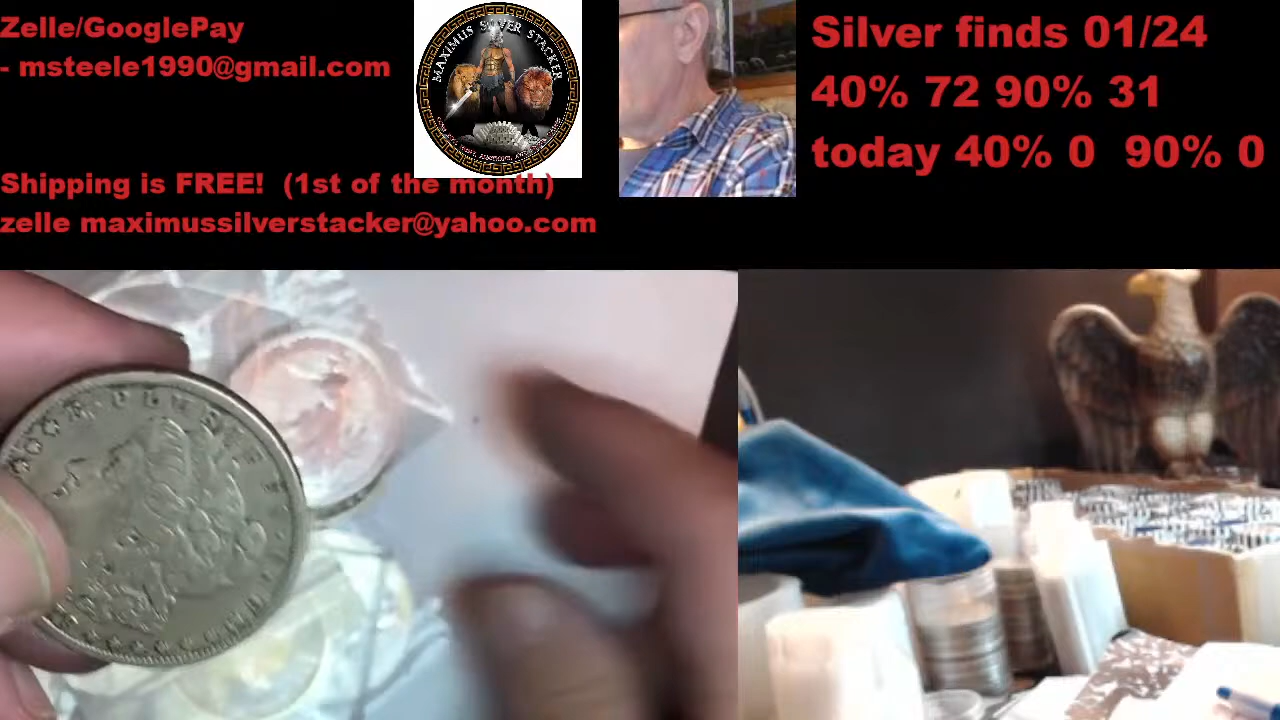 Zelle/GooglePay
- msteele1990@gmail.com
Shipping is FREE! (1st of the month)
zelle maximussilverstacker@yahoo.com
MAXIMUS SILVER STACKER
Silver finds 01/24
40% 72 90% 31
today 40% 0 90% 0